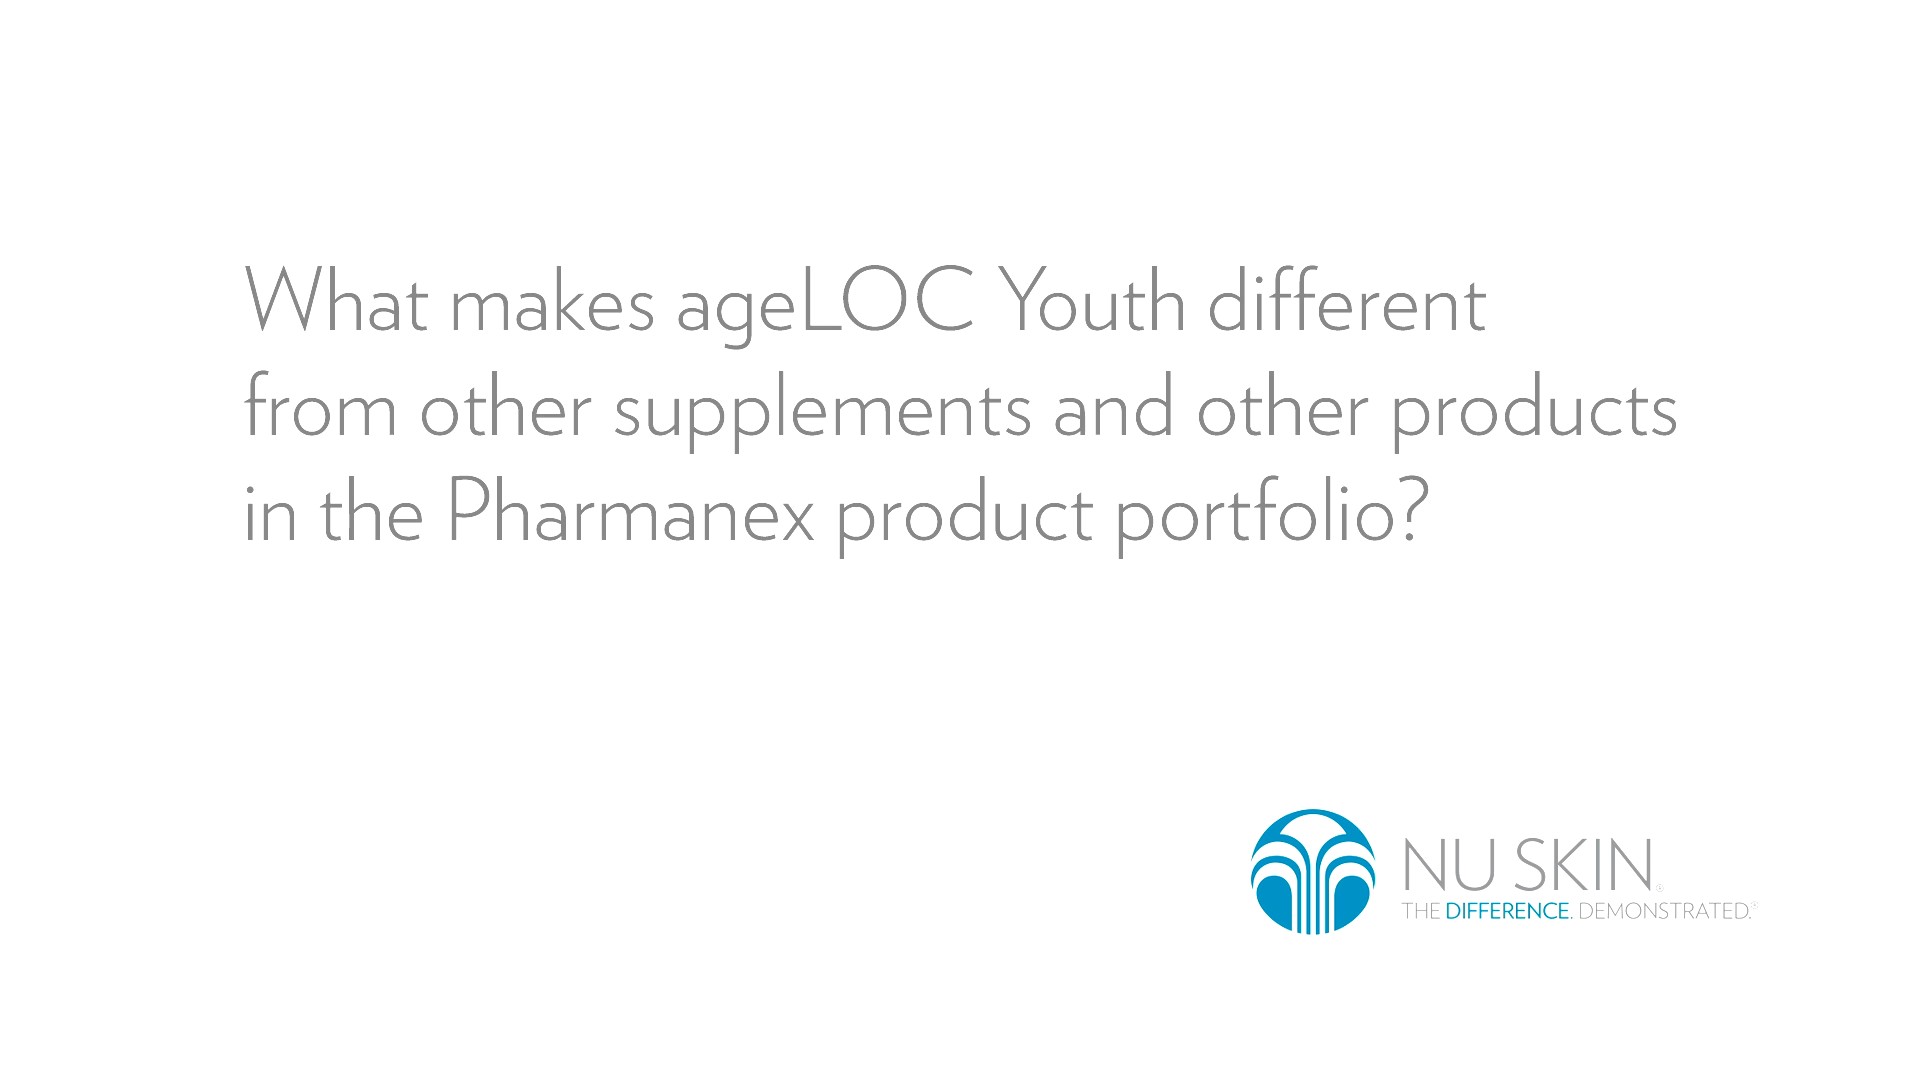 What makes ageLOC Youth different
from other supplements and other products
in the Pharmanex product portfolio?
NU SKIN®
THE DIFFERENCE. DEMONSTRATED.®